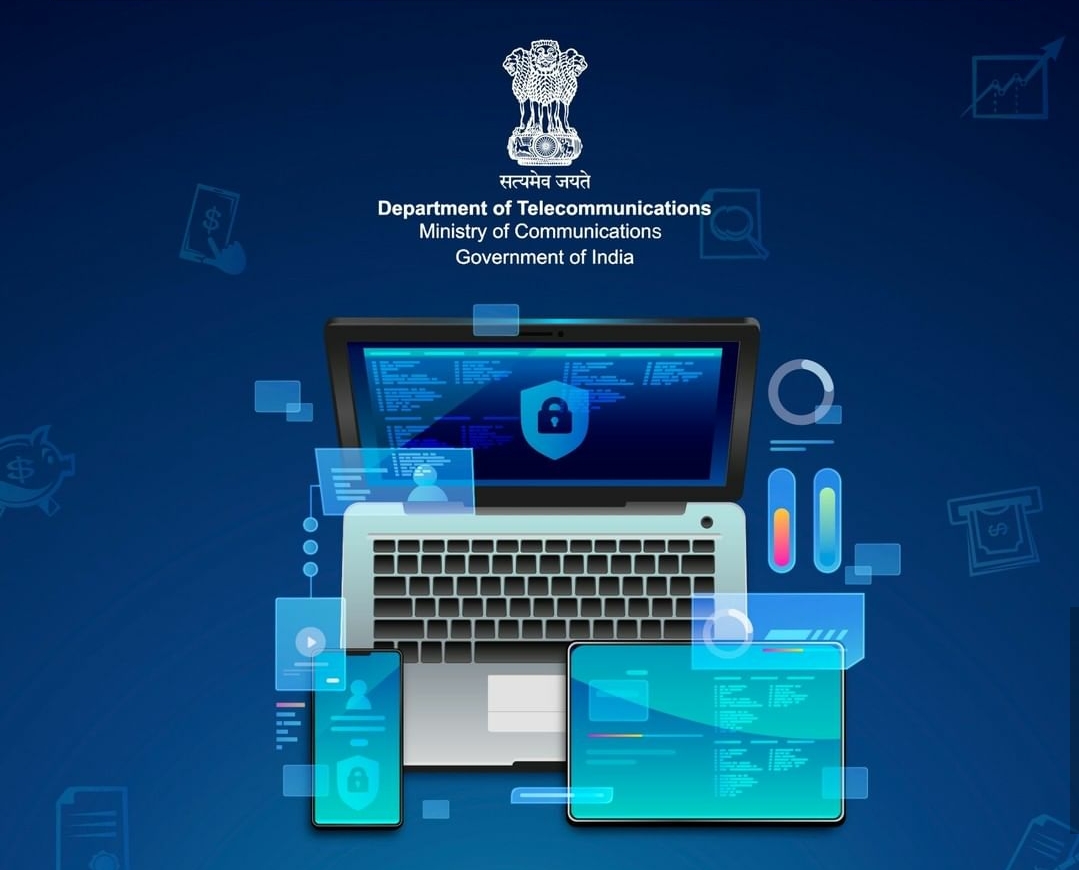 सत्यमेव जयते
Department of Telecommunications
Ministry of Communications
Government of India